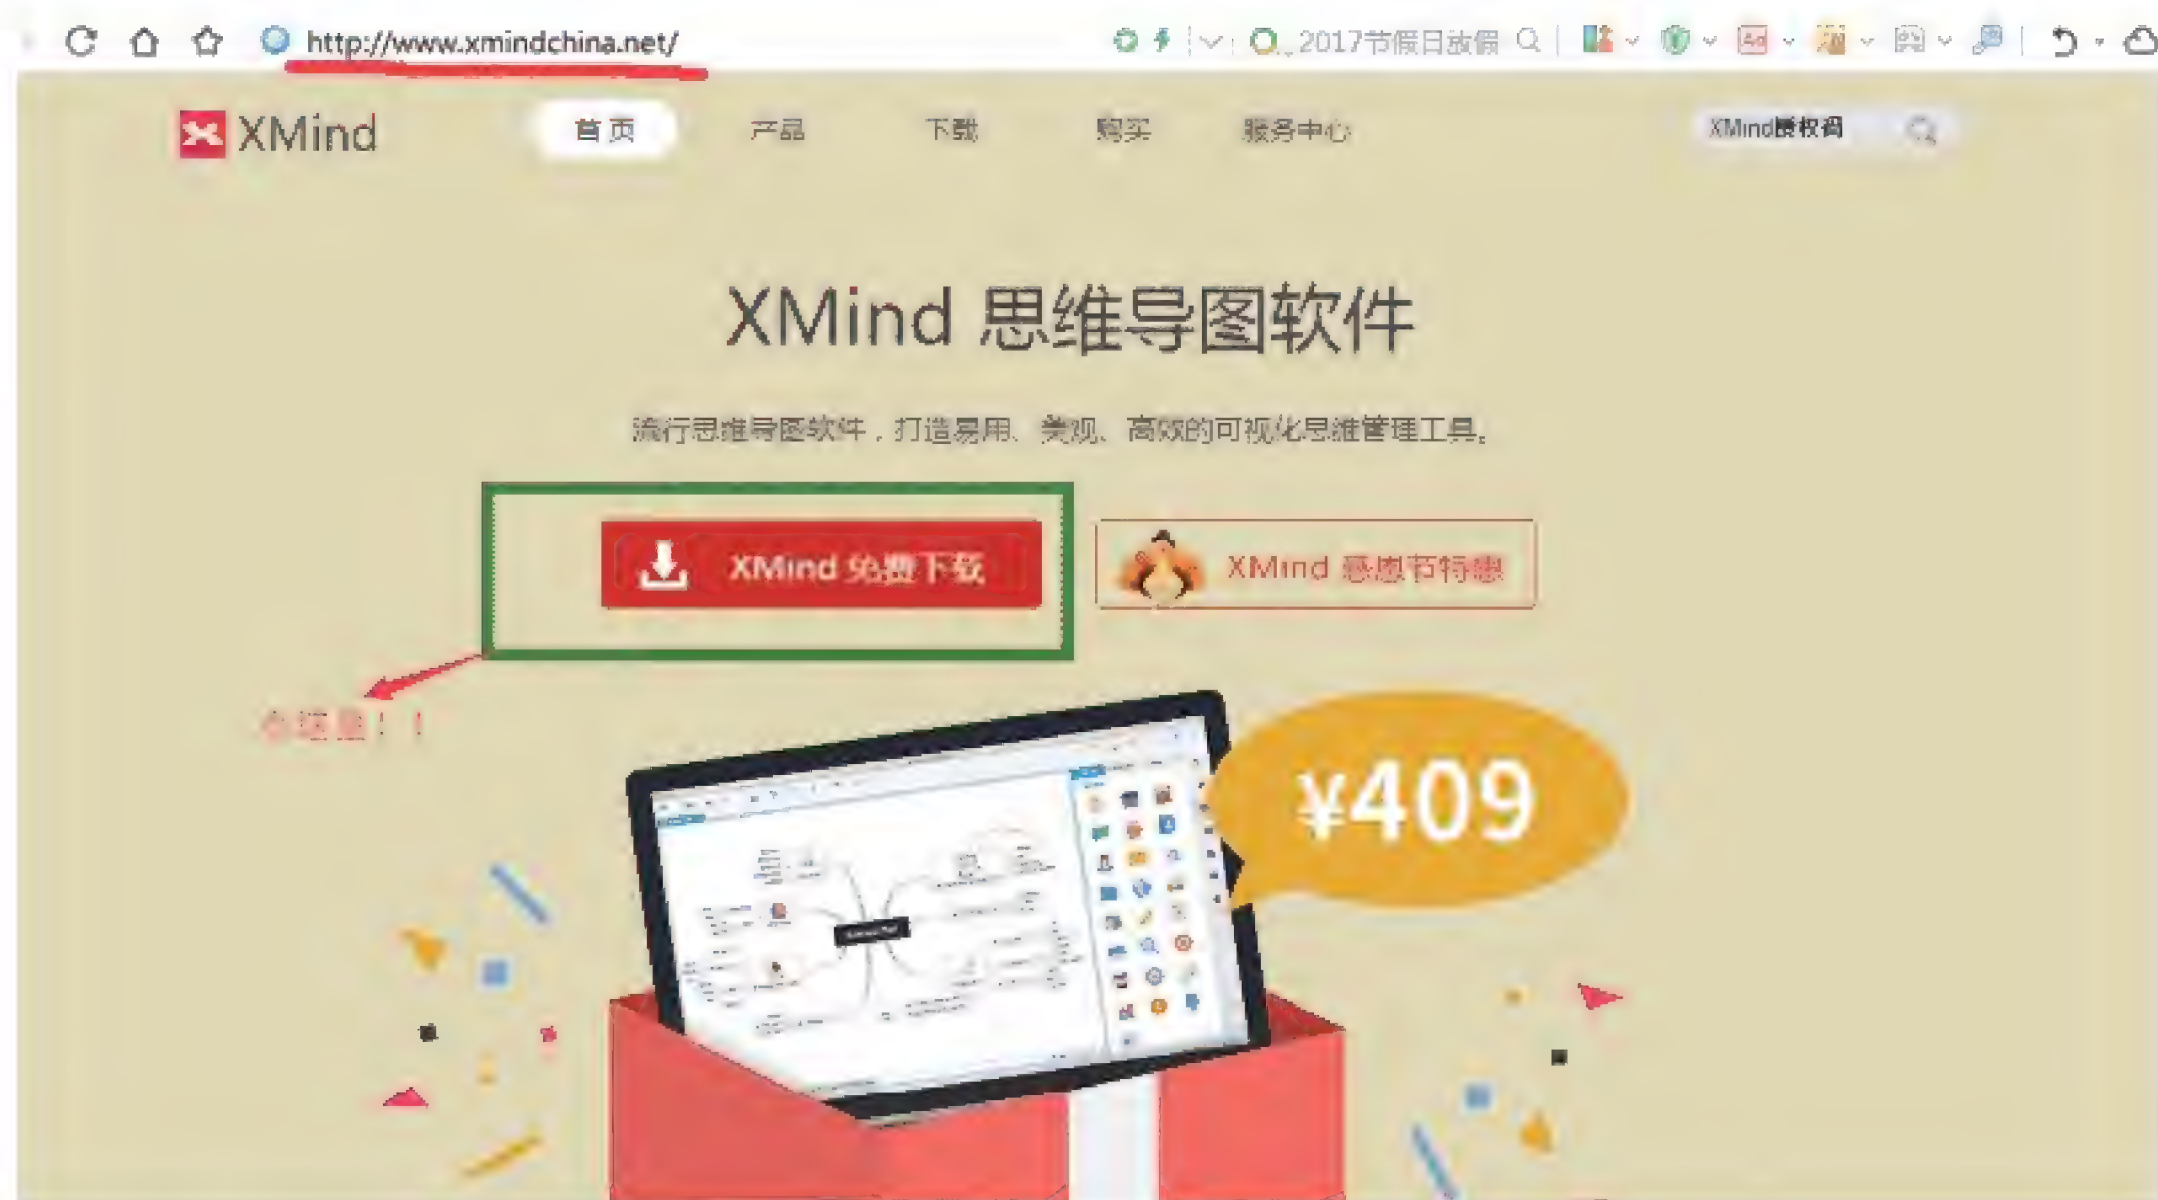 http://www.xmindchina.net/
2017节假日放假
XMind
首页
产品
下载
购买
服务中心
XMind授权码
XMind 思维导图软件
流行思维导图软件，打造易用、美观、高效的可视化思维管理工具。
XMind 免费下载
XMind 感恩节特惠
在这里！！
¥409